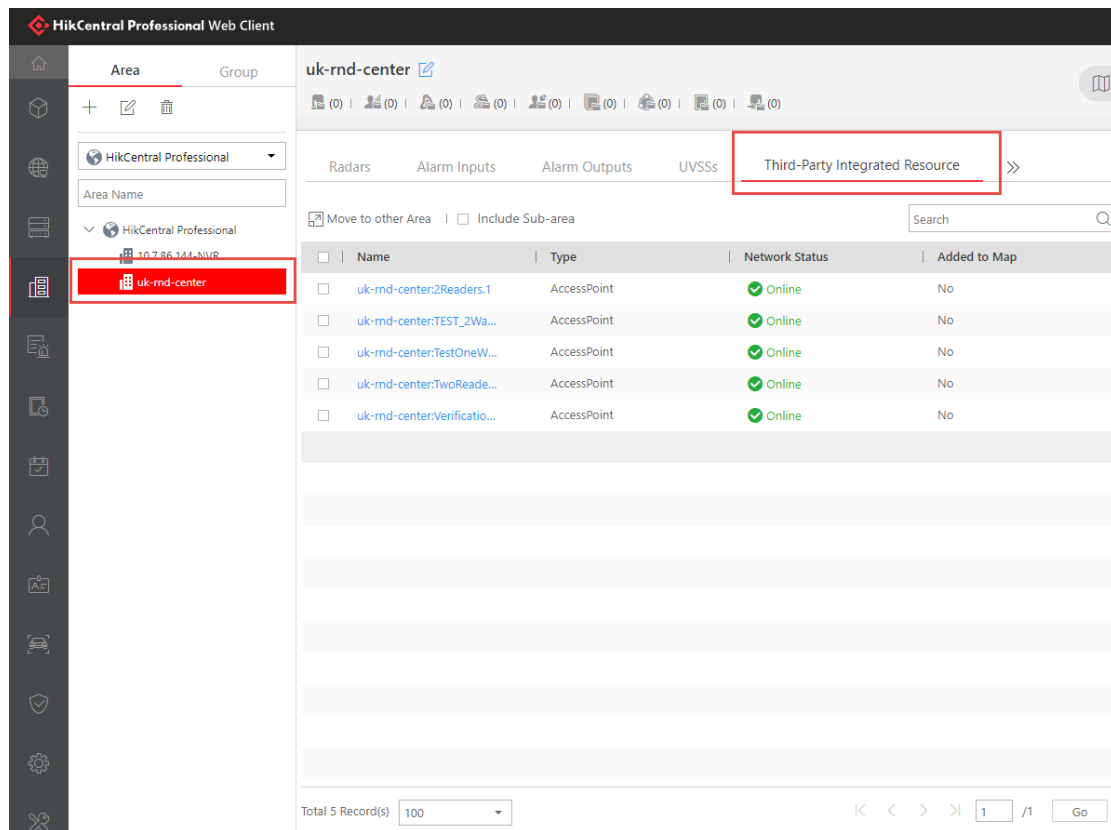 HikCentral Professional Web Client
Area Group
HikCentral Professional
Area Name
HikCentral Professional
10.7.86.144-NVR
uk-rnd-center
uk-rnd-center
(0) | (0) | (0) | (0) | (0) | (0) | (0) | (0) | (0)
Radars Alarm Inputs Alarm Outputs UVSSs Third-Party Integrated Resource
Move to other Area | Include Sub-area Search
Name Type Network Status Added to Map
uk-rnd-center:2Readers.1 AccessPoint Online No
uk-rnd-center:TEST_2Wa... AccessPoint Online No
uk-rnd-center:TestOneW... AccessPoint Online No
uk-rnd-center:TwoReade... AccessPoint Online No
uk-rnd-center:Verificatio... AccessPoint Online No
Total 5 Record(s) 100 1 /1 Go